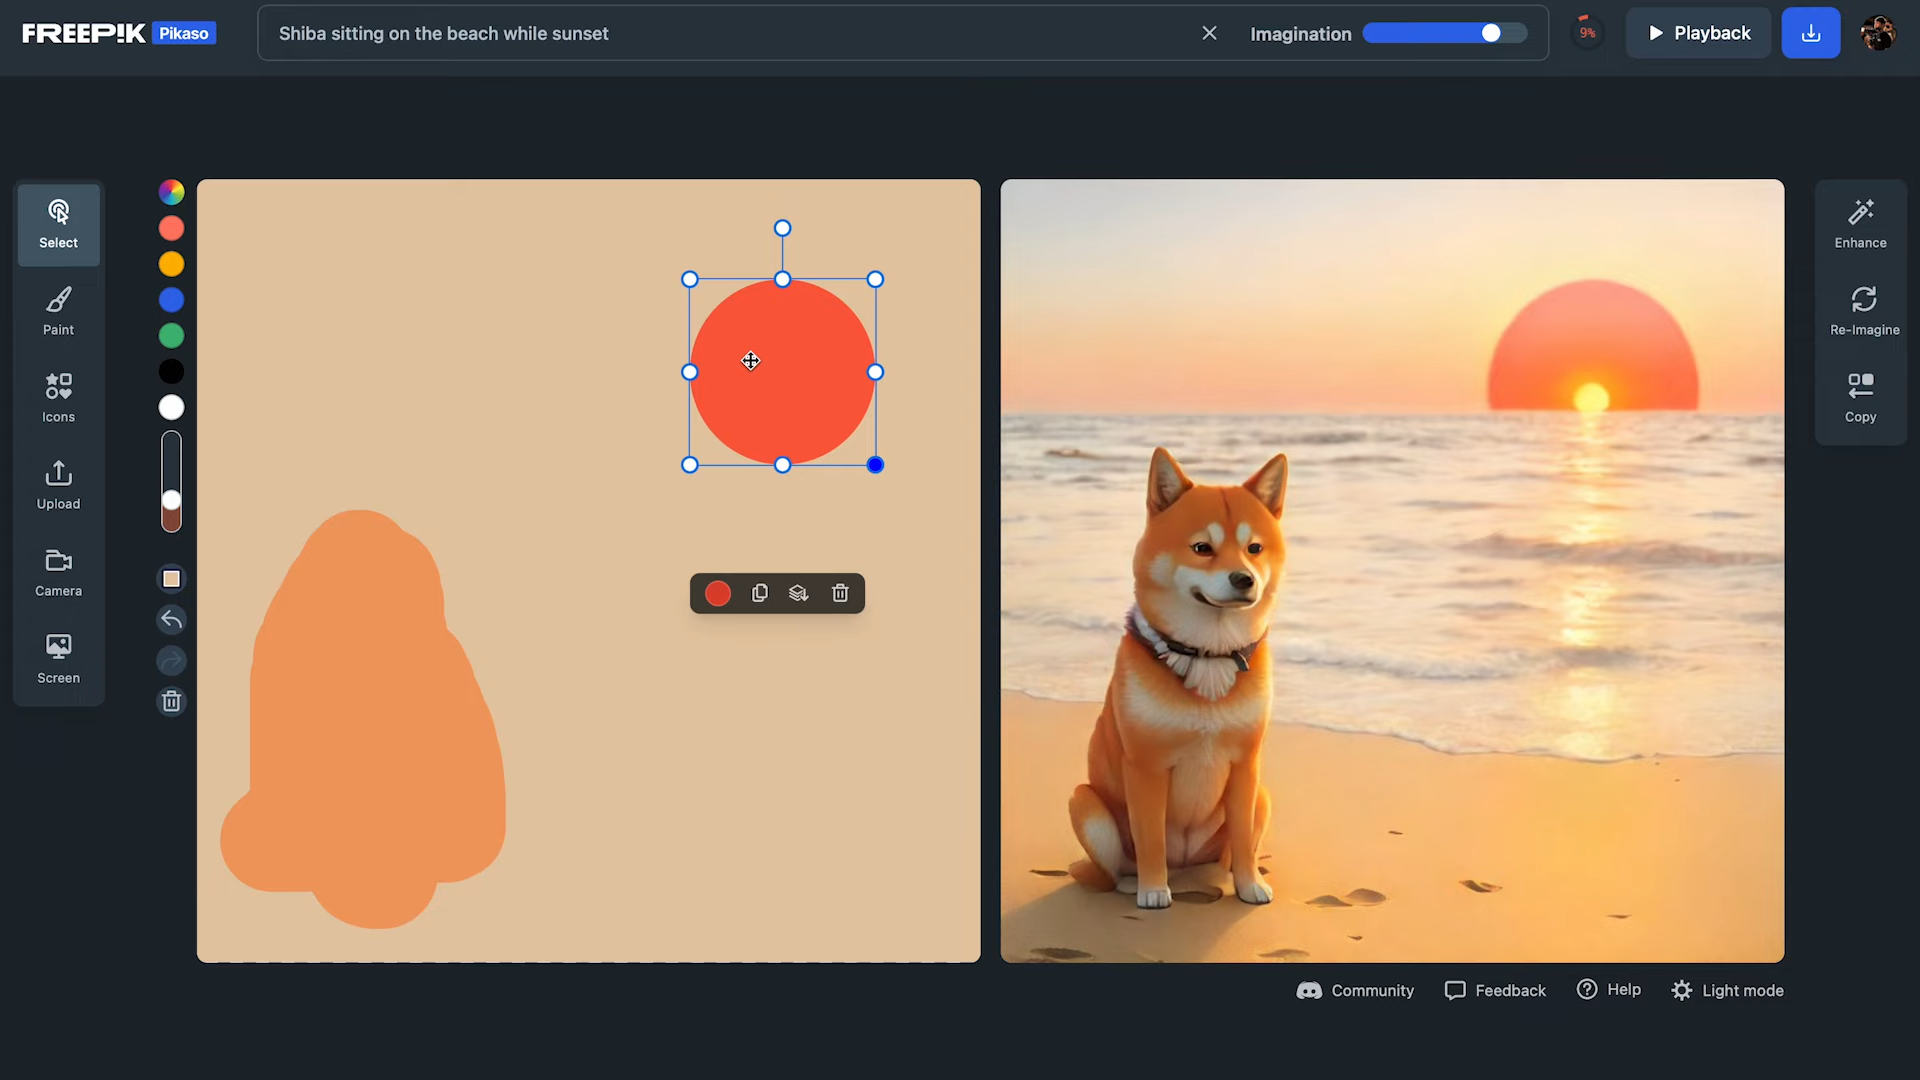 FREEP!K Pikaso
Shiba sitting on the beach while sunset
Imagination
9%
Playback
Select
Paint
Icons
Upload
Camera
Screen
Enhance
Re-Imagine
Copy
Community
Feedback
Help
Light mode